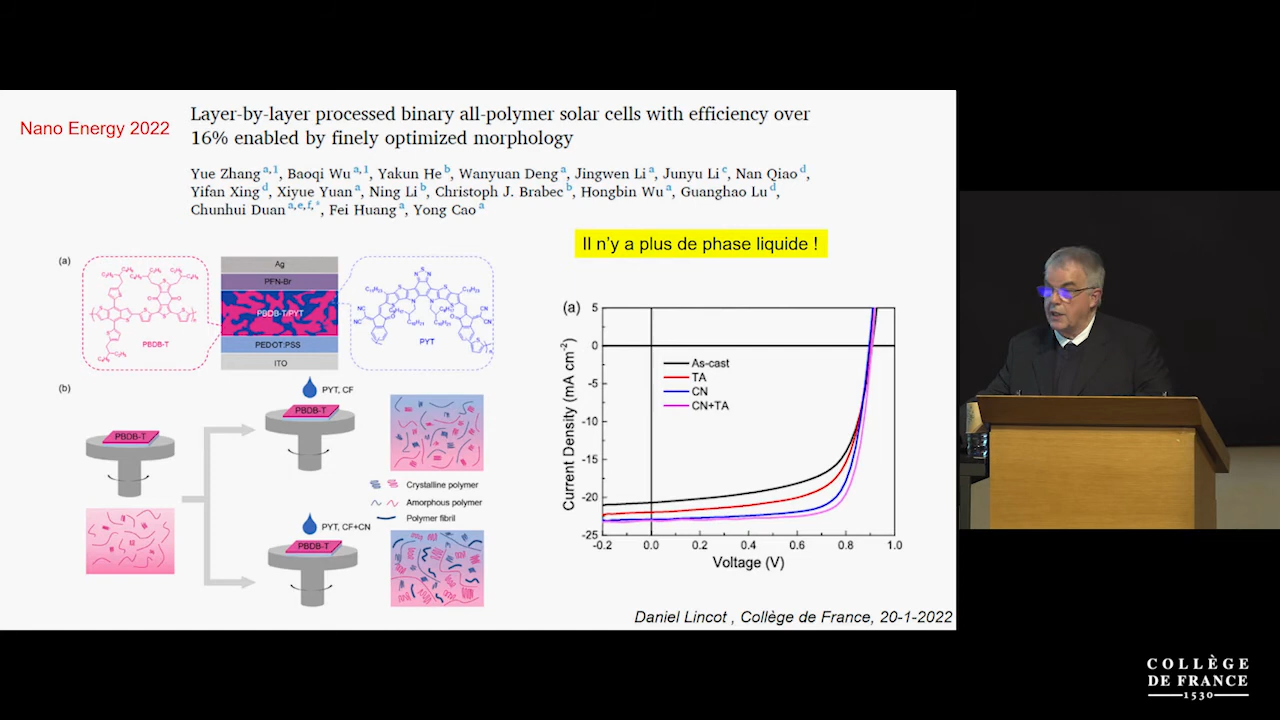 Nano Energy 2022
Layer-by-layer processed binary all-polymer solar cells with efficiency over
16% enabled by finely optimized morphology
Yue Zhang a,1, Baoqi Wu a,1, Yakun He b, Wanyuan Deng a, Jingwen Li a, Junyu Li c, Nan Qiao d,
Yifan Xing d, Xiyue Yuan a, Ning Li b, Christoph J. Brabec b, Hongbin Wu a, Guanghao Lu d,
Chunhui Duan a,e,f,*, Fei Huang a, Yong Cao a
Il n'y a plus de phase liquide !
(a)
PBDB-T
Ag
PFN-Br
PBDB-T/PYT
PEDOT:PSS
ITO
PYT
(b)
PBDB-T
PYT, CF
PBDB-T
Crystalline polymer
Amorphous polymer
Polymer fibril
PYT, CF+CN
PBDB-T
(a)
Current Density (mA cm-2)
5
0
-5
-10
-15
-20
-25
As-cast
TA
CN
CN+TA
-0.2 0.0 0.2 0.4 0.6 0.8 1.0
Voltage (V)
Daniel Lincot , Collège de France, 20-1-2022
COLLÈGE
DE FRANCE
1530